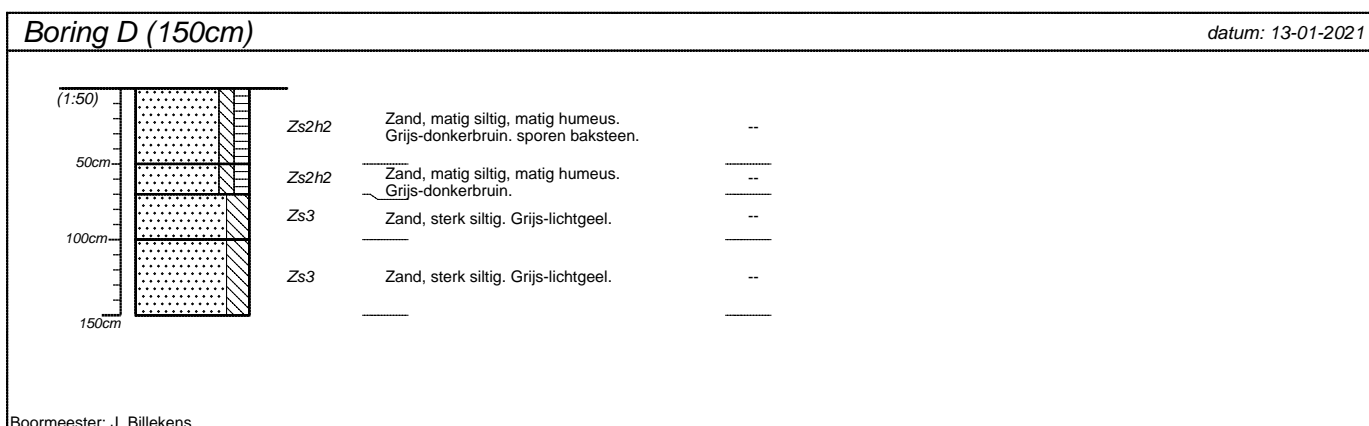 Boring D (150cm)
datum: 13-01-2021
(1:50)
Zs2h2
Zand, matig siltig, matig humeus.
Grijs-donkerbruin. sporen baksteen.
--
50cm
Zs2h2
Zand, matig siltig, matig humeus.
Grijs-donkerbruin.
--
Zs3
Zand, sterk siltig. Grijs-lichtgeel.
--
100cm
Zs3
Zand, sterk siltig. Grijs-lichtgeel.
--
150cm
Boormeester: J. Billekens